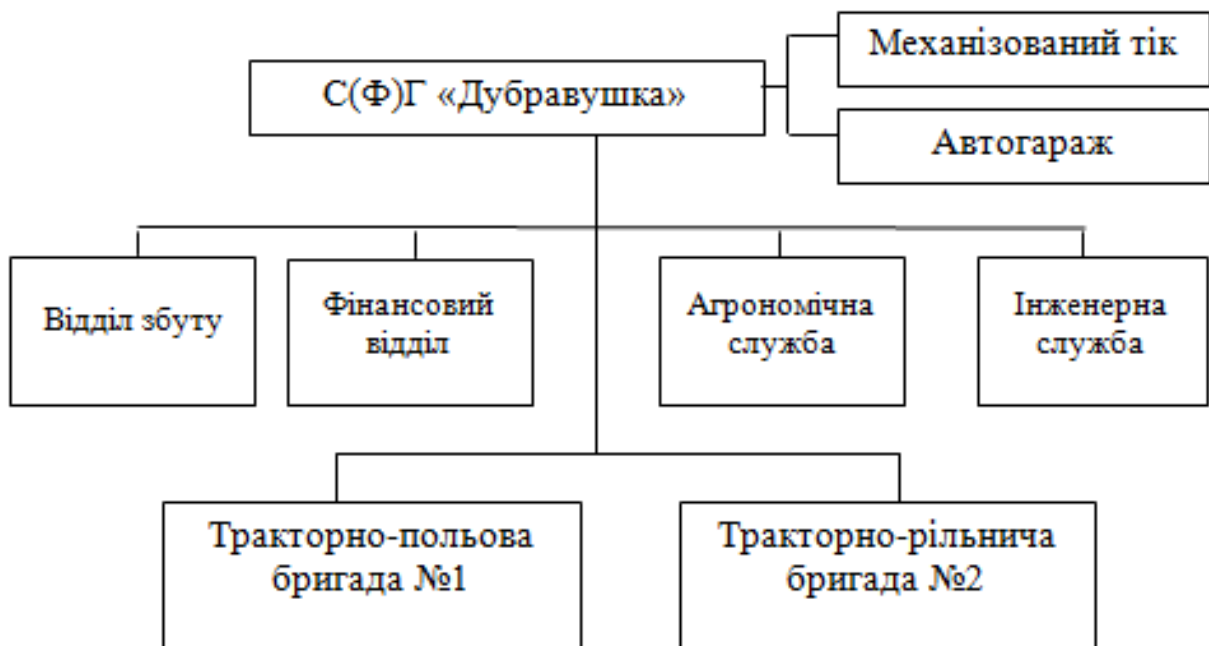 Механізований тік
С(Ф)Г «Дубравушка»
Автогараж
Відділ збуту
Фінансовий
відділ
Агрономічна
служба
Інженерна
служба
Тракторно-польова
бригада №1
Тракторно-рільнича
бригада №2